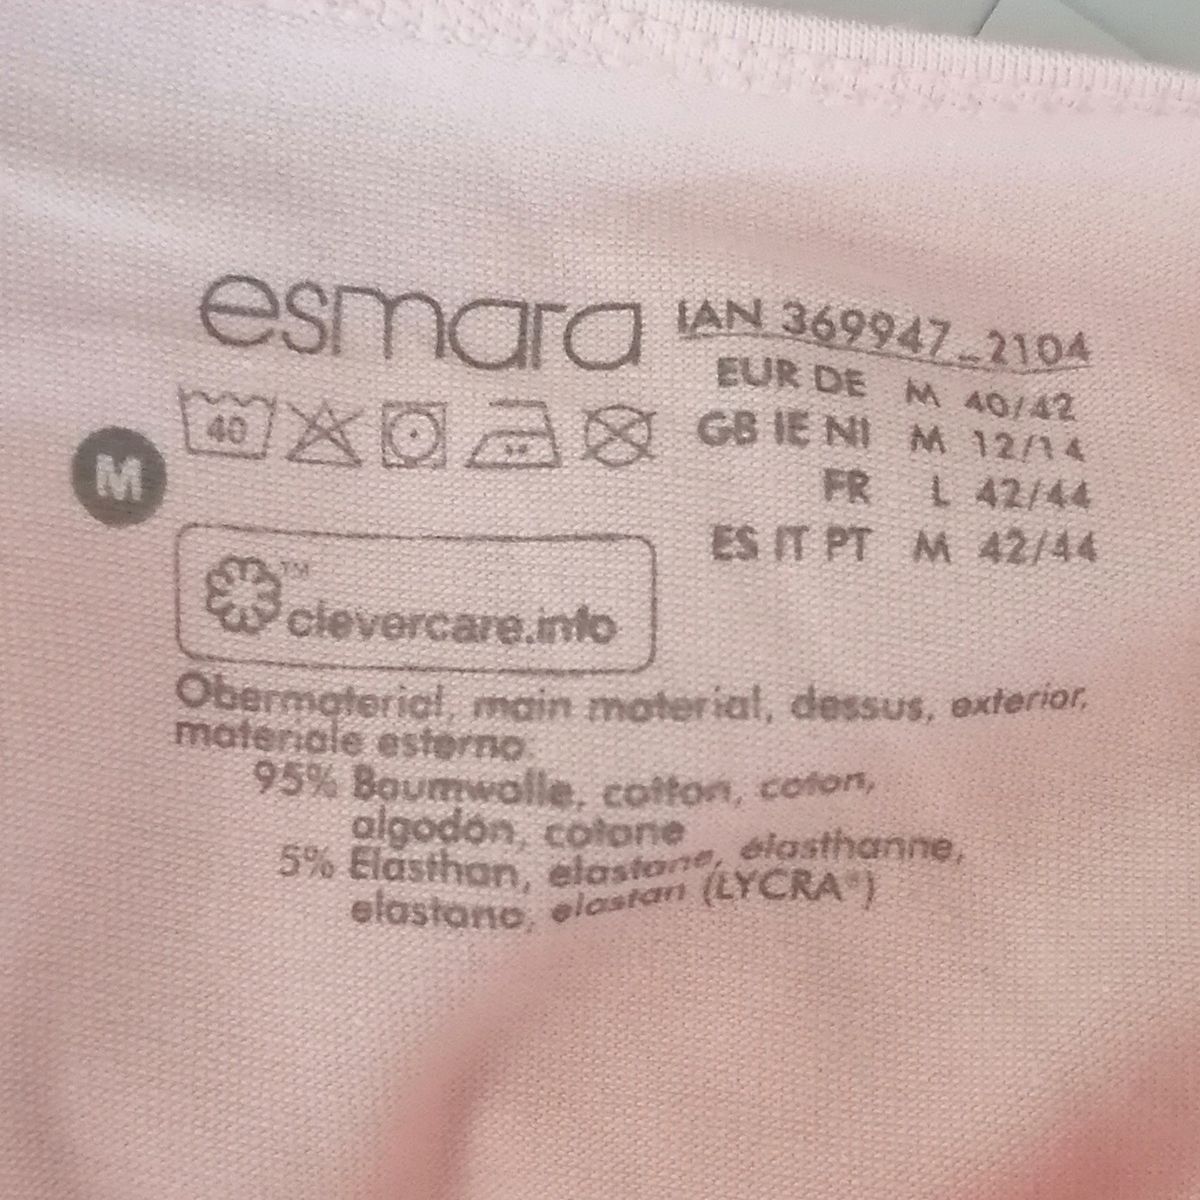 esmara
IAN 369947_2104
EUR DE M 40/42
GB IE NI M 12/14
FR L 42/44
ES IT PT M 42/44
40
M
™
clevercare.info
Obermaterial, main material, dessus, exterior,
materiale esterno:
95% Baumwolle, cotton, coton,
algodón, cotone
5% Elasthan, elastane, élasthanne,
elastano, elastan (LYCRA®)